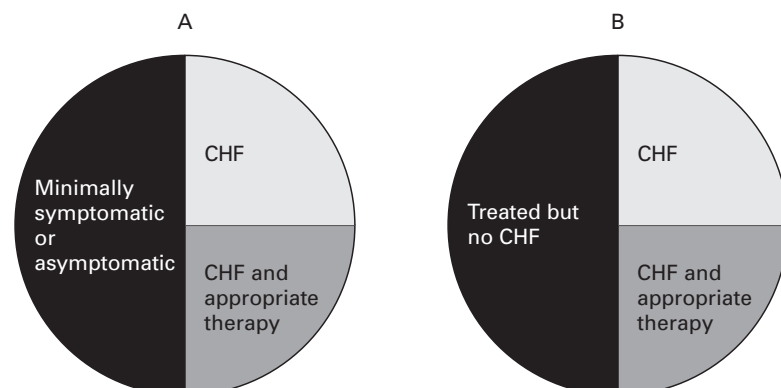 A
CHF
Minimally
symptomatic
or
asymptomatic
CHF and
appropriate
therapy
B
CHF
Treated but
no CHF
CHF and
appropriate
therapy